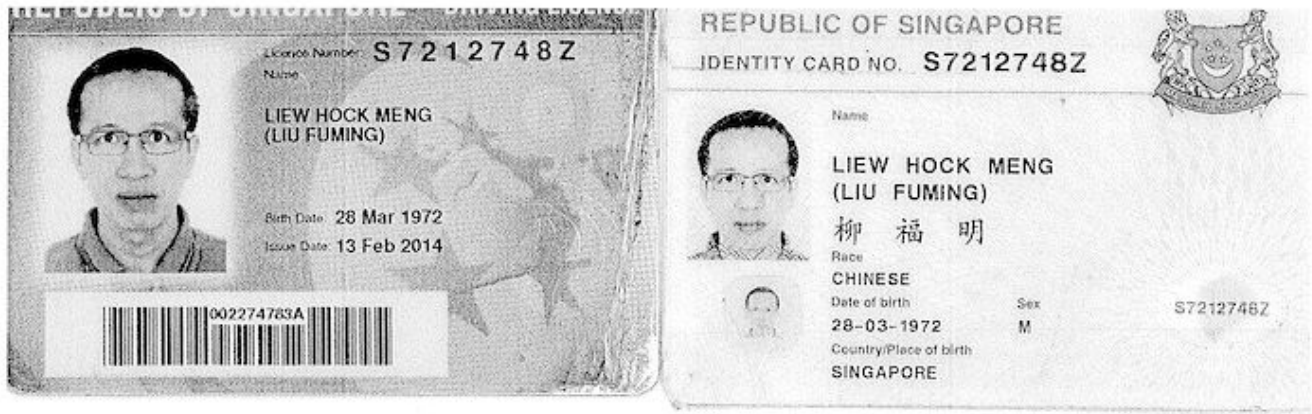 Licence Number: S7212748Z
Name
LIEW HOCK MENG
(LIU FUMING)
Birth Date: 28 Mar 1972
Issue Date: 13 Feb 2014
002274783A
REPUBLIC OF SINGAPORE
IDENTITY CARD NO. S7212748Z
Name
LIEW HOCK MENG
(LIU FUMING)
柳 福 明
Race
CHINESE
Date of birth Sex
28-03-1972 M
S7212748Z
Country/Place of birth
SINGAPORE